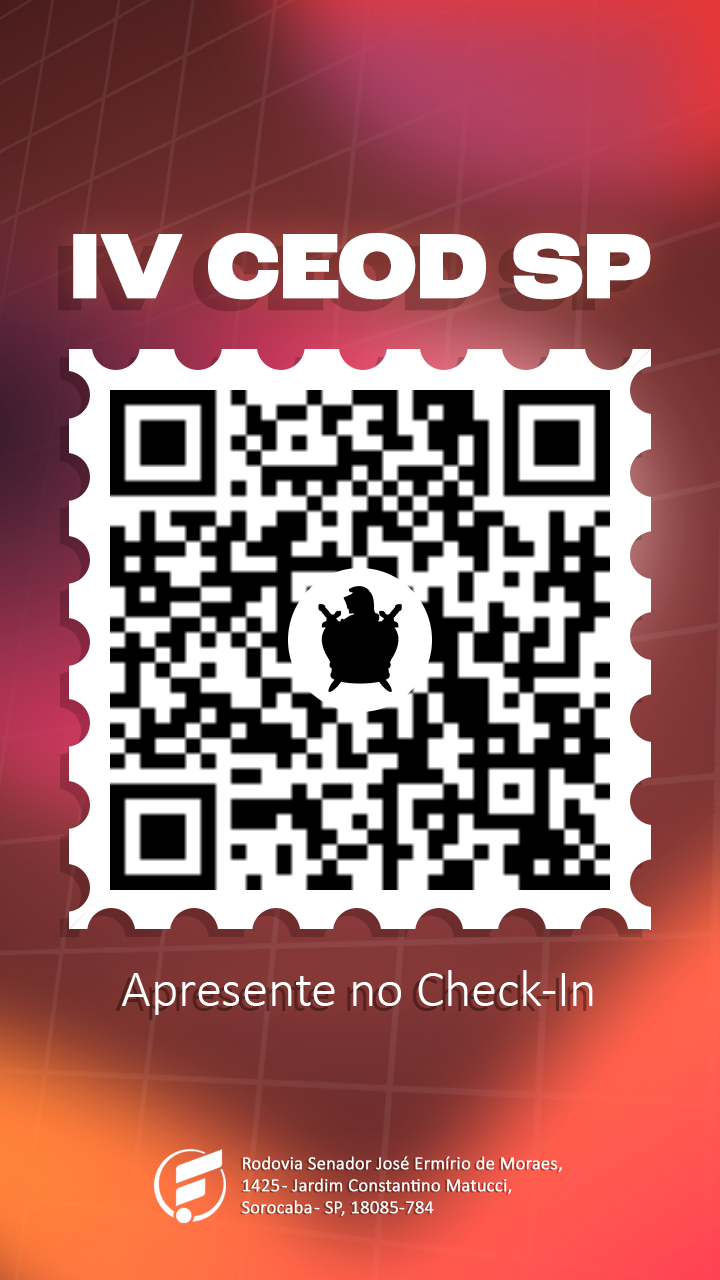 IV CEOD SP
Apresente no Check-In
Rodovia Senador José Ermírio de Moraes,
1425 - Jardim Constantino Matucci,
Sorocaba - SP, 18085-784